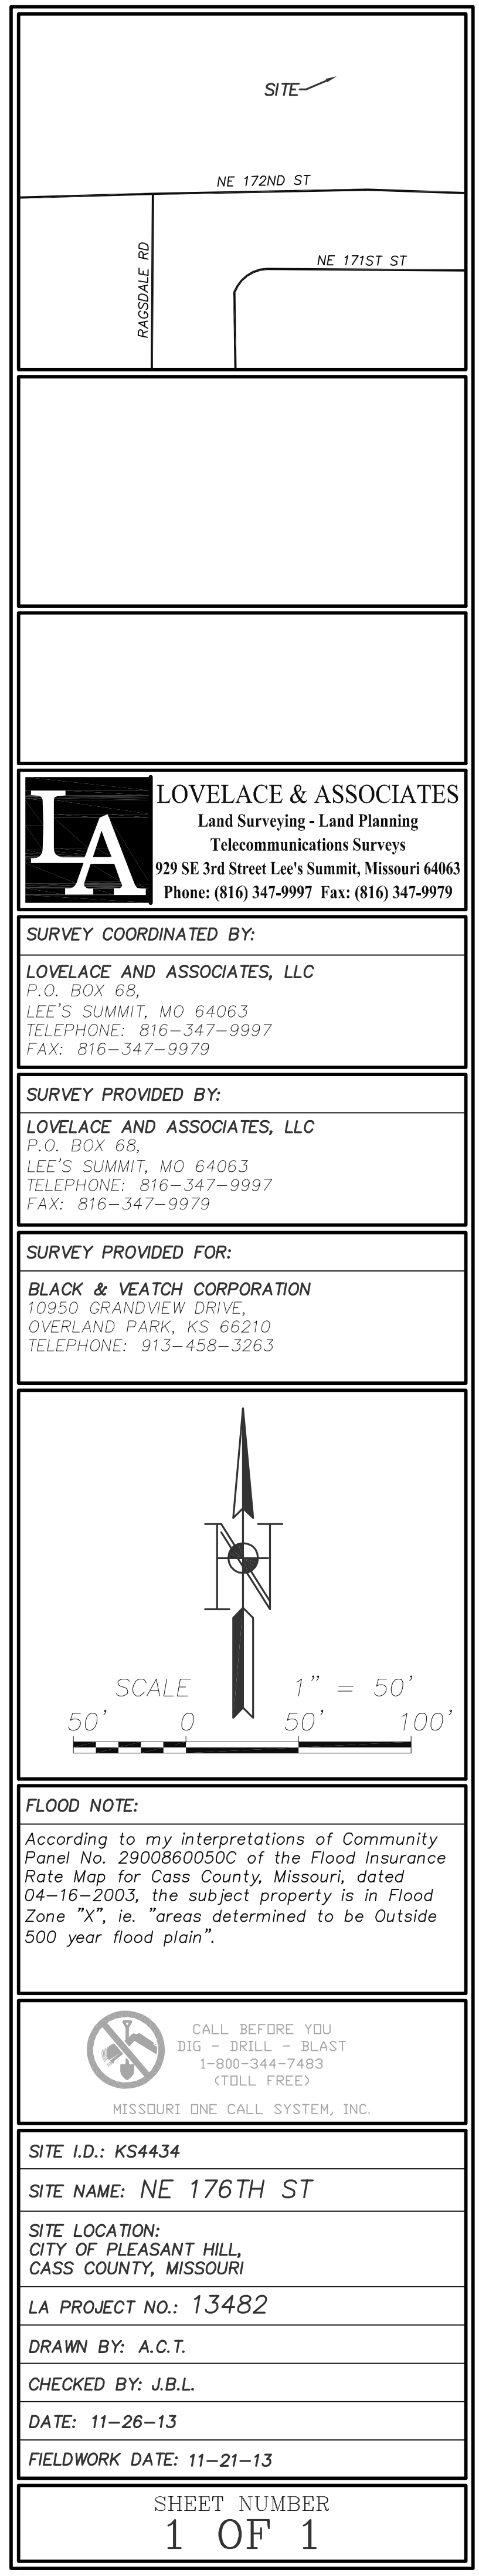 SITE
NE 172ND ST
RAGSDALE RD
NE 171ST ST
LA
LOVELACE & ASSOCIATES
Land Surveying - Land Planning
Telecommunications Surveys
929 SE 3rd Street Lee's Summit, Missouri 64063
Phone: (816) 347-9997 Fax: (816) 347-9979
SURVEY COORDINATED BY:
LOVELACE AND ASSOCIATES, LLC
P.O. BOX 68,
LEE'S SUMMIT, MO 64063
TELEPHONE: 816-347-9997
FAX: 816-347-9979
SURVEY PROVIDED BY:
LOVELACE AND ASSOCIATES, LLC
P.O. BOX 68,
LEE'S SUMMIT, MO 64063
TELEPHONE: 816-347-9997
FAX: 816-347-9979
SURVEY PROVIDED FOR:
BLACK & VEATCH CORPORATION
10950 GRANDVIEW DRIVE,
OVERLAND PARK, KS 66210
TELEPHONE: 913-458-3263
N
SCALE 1" = 50'
50' 0 50' 100'
FLOOD NOTE:
According to my interpretations of Community
Panel No. 2900860050C of the Flood Insurance
Rate Map for Cass County, Missouri, dated
04-16-2003, the subject property is in Flood
Zone "X", ie. "areas determined to be Outside
500 year flood plain".
CALL BEFORE YOU
DIG - DRILL - BLAST
1-800-344-7483
(TOLL FREE)
MISSOURI ONE CALL SYSTEM, INC.
SITE I.D.: KS4434
SITE NAME: NE 176TH ST
SITE LOCATION:
CITY OF PLEASANT HILL,
CASS COUNTY, MISSOURI
LA PROJECT NO.: 13482
DRAWN BY: A.C.T.
CHECKED BY: J.B.L.
DATE: 11-26-13
FIELDWORK DATE: 11-21-13
SHEET NUMBER
1 OF 1